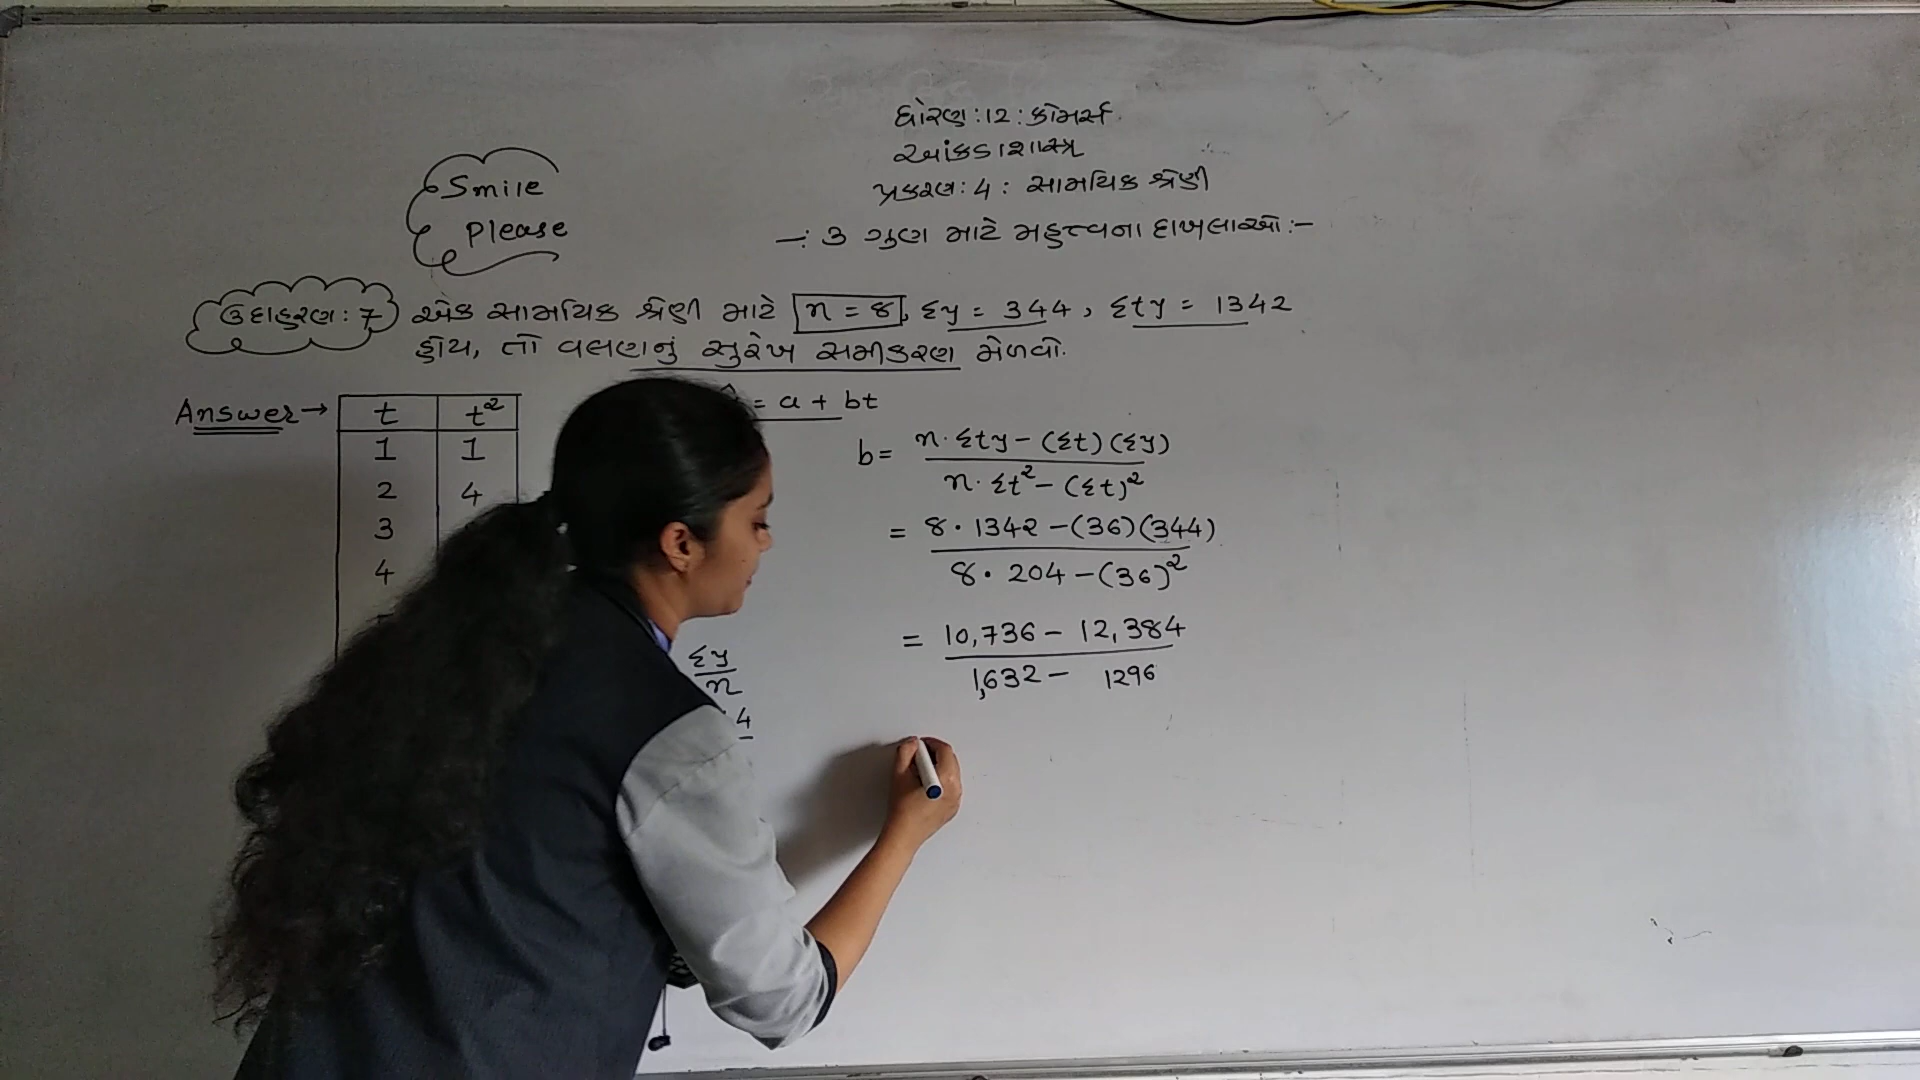 ધોરણ : 12 : કોમર્સ
આંકડાશાસ્ત્ર
પ્રકરણ : 4 : સામયિક શ્રેણી
-: 3 ગુણ માટે મહત્ત્વના દાખલાઓ :-
Smile
Please
ઉદાહરણ : 7 એક સામયિક શ્રેણી માટે n = 8, Σy = 344, Σty = 1342
હોય, તો વલણનું સુરેખ સમીકરણ મેળવો.
Answer →
t t²
1 1
2 4
3
4
= a + bt
b = n·Σty - (Σt)(Σy)
n·Σt² - (Σt)²
= 8·1342 - (36)(344)
8·204 - (36)²
= 10,736 - 12,384
1,632 - 1296
Σy
n
4